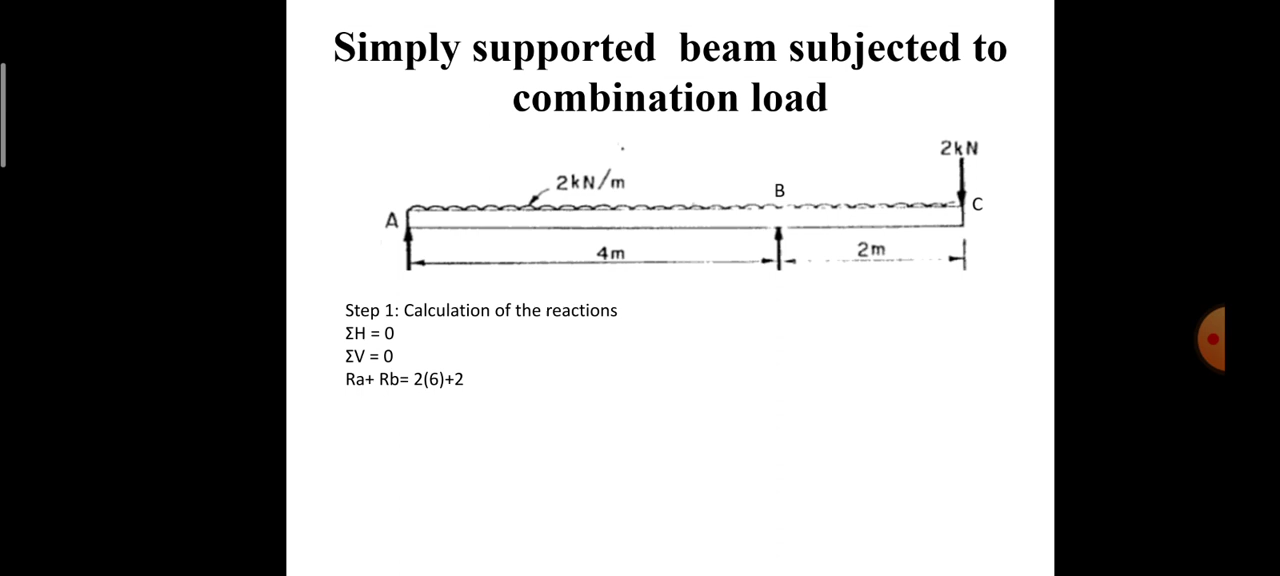 Simply supported beam subjected to
combination load
2kN
2kN/m
B
A
C
4m
2m
Step 1: Calculation of the reactions
ΣH = 0
ΣV = 0
Ra+ Rb= 2(6)+2